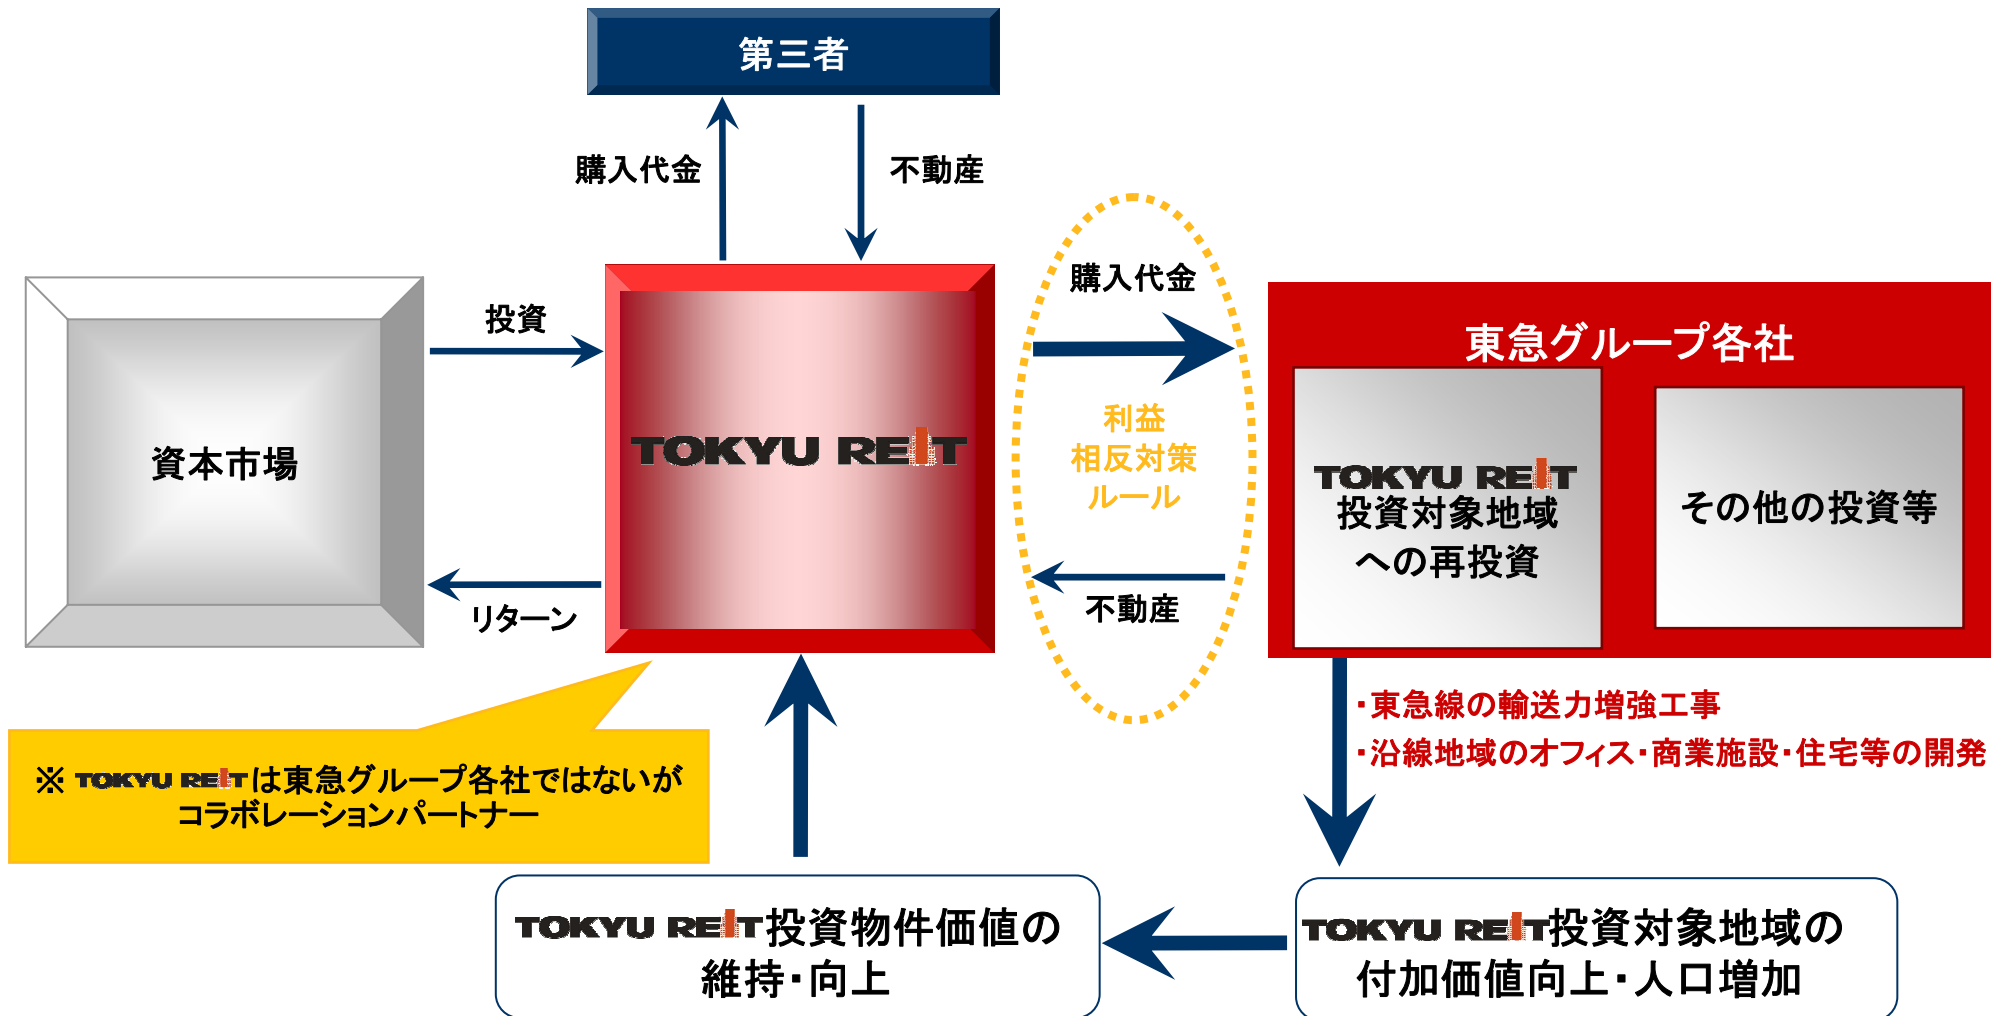 第三者
購入代金
不動産
購入代金
投資
東急グループ各社
利益
相反対策
ルール
TOKYU REIT
資本市場
TOKYU REIT
投資対象地域
への再投資
その他の投資等
リターン
不動産
・東急線の輸送力増強工事
・沿線地域のオフィス・商業施設・住宅等の開発
※ TOKYU REIT は東急グループ各社ではないが
コラボレーションパートナー
TOKYU REIT投資物件価値の
維持・向上
TOKYU REIT投資対象地域の
付加価値向上・人口増加